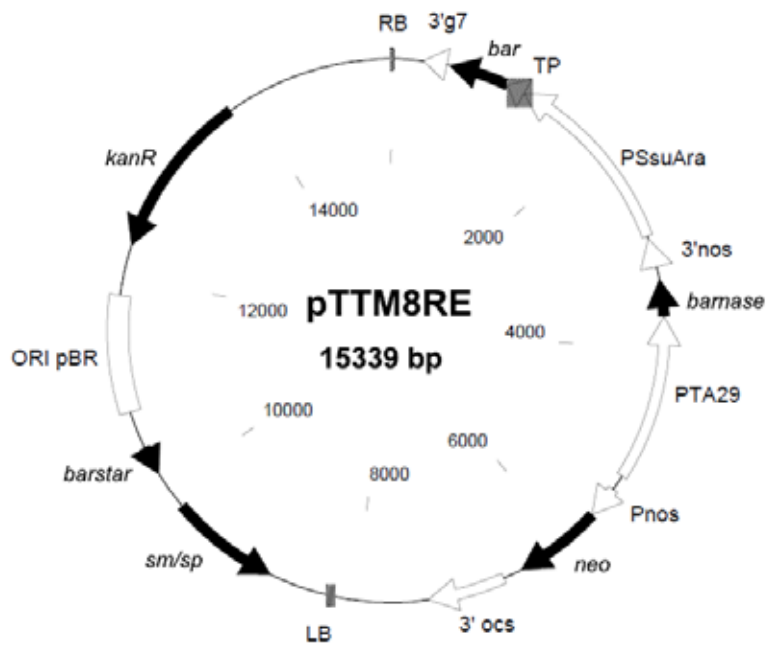 RB
3'g7
bar
TP
PSsuAra
kanR
14000
2000
3'nos
12000
pTTM8RE
barnase
15339 bp
4000
ORI pBR
PTA29
10000
6000
barstar
8000
Pnos
sm/sp
neo
LB
3' ocs